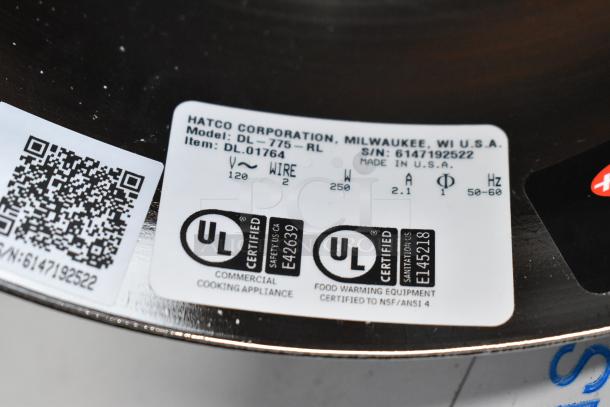 HATCO CORPORATION, MILWAUKEE, WI U.S.A.
Model: DL-775-RL S/N: 6147192522
Item: DL-01764 MADE IN U.S.A.
V~ WIRE W A Φ Hz
120 2 250 2.1 1 50-60
UL CERTIFIED SAFETY US CA E42639
UL CERTIFIED SANITATION US E145218
COMMERCIAL
COOKING APPLIANCE
FOOD WARMING EQUIPMENT
CERTIFIED TO NSF/ANSI 4
S/N:6147192522